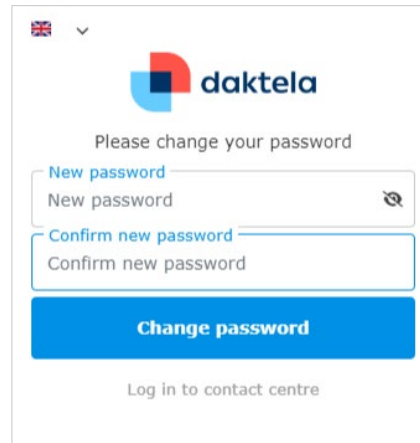 daktela
Please change your password
New password
New password
Confirm new password
Confirm new password
Change password
Log in to contact centre